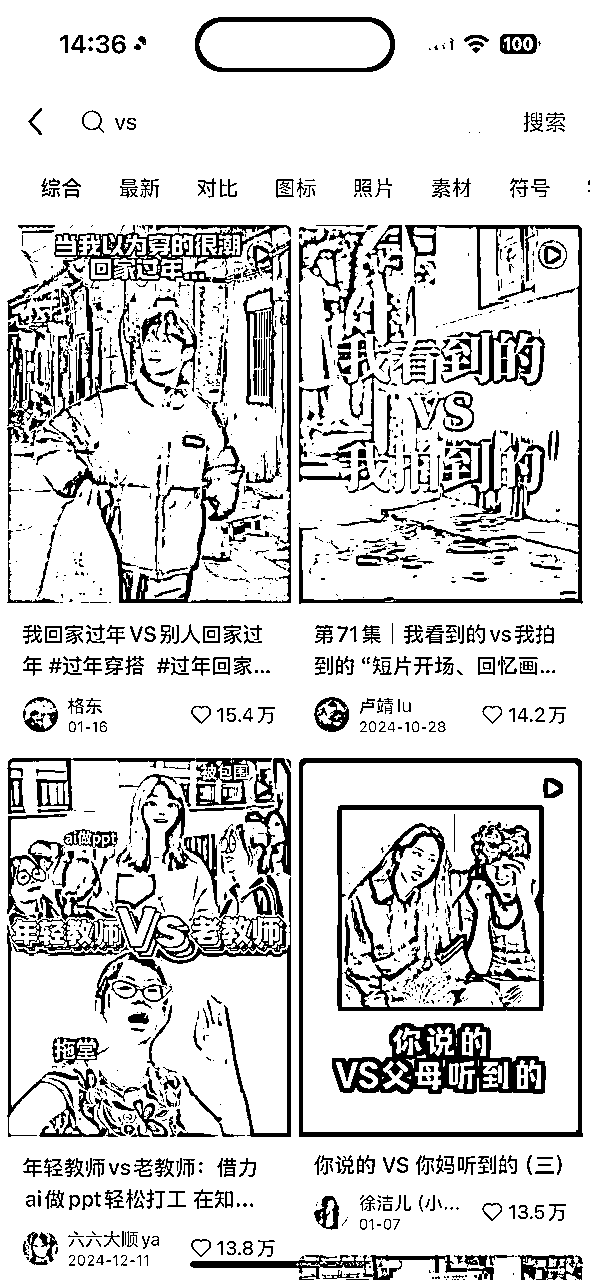 14:36
100
vs
搜索
综合 最新 对比 图标 照片 素材 符号
当我以为穿的很潮
回家过年...
我回家过年VS别人回家过
年 #过年穿搭 #过年回家...
格东
01-16
15.4万
我看到的
VS
我拍到的
第71集｜我看到的vs我拍
到的 “短片开场、回忆画...
卢靖lu
2024-10-28
14.2万
被包围
ai做ppt
年轻教师VS老教师
拖堂
年轻教师vs老教师：借力
ai做ppt轻松打工 在知...
六六大顺ya
2024-12-11
13.8万
你说的
VS父母听到的
你说的 VS 你妈听到的 (三)
徐洁儿 (小...
01-07
13.5万